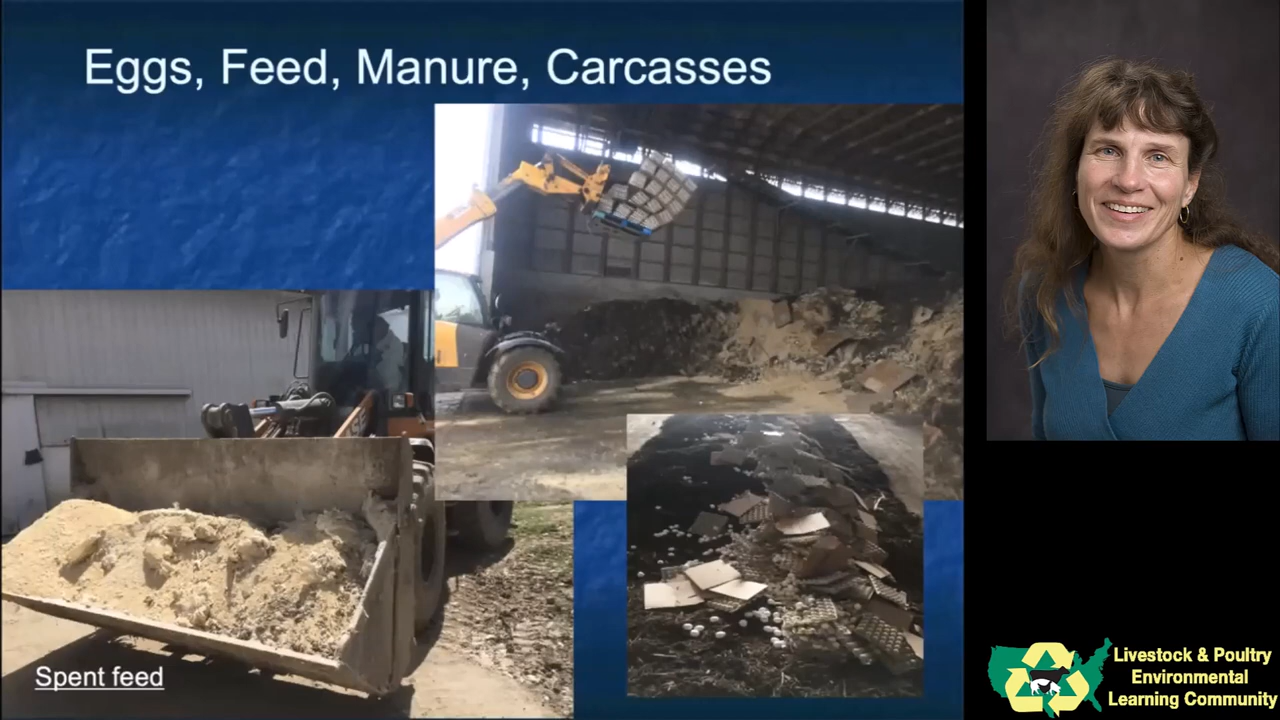 Eggs, Feed, Manure, Carcasses
Spent feed
Livestock & Poultry
Environmental
Learning Community